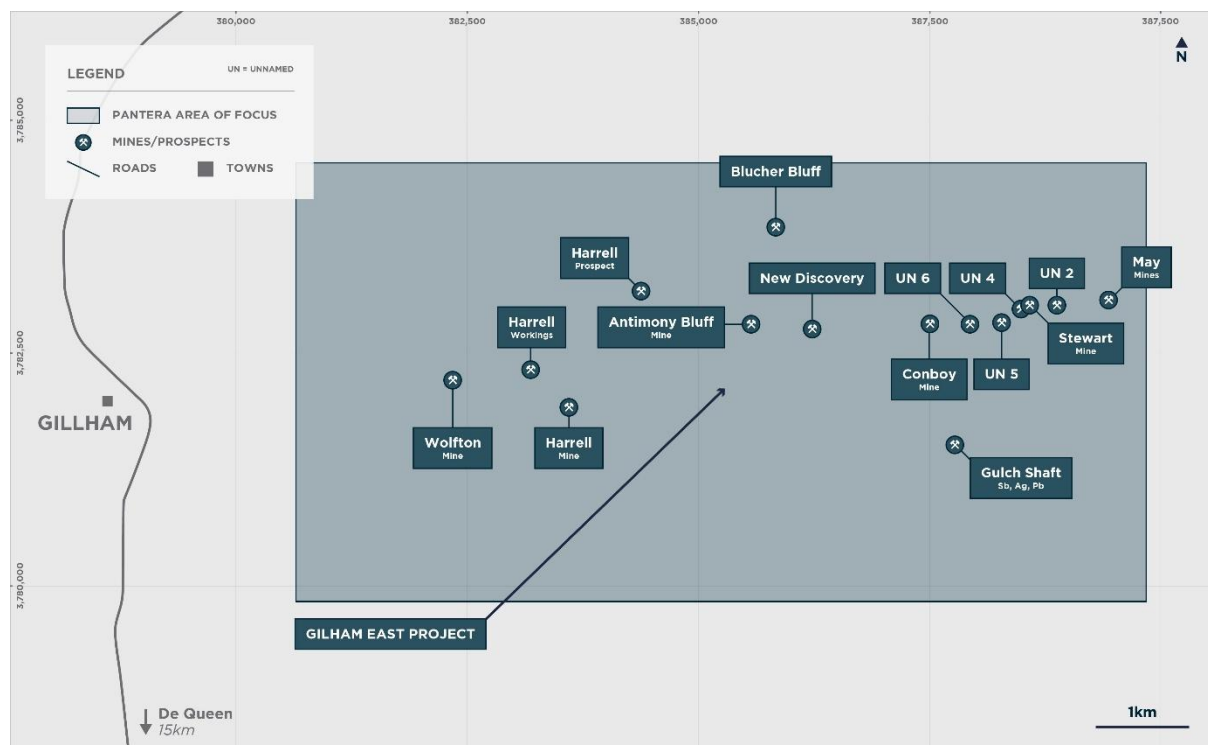 380,000
382,500
385,000
387,500
387,500
N
LEGEND
UN = UNNAMED
PANTERA AREA OF FOCUS
MINES/PROSPECTS
ROADS
TOWNS
3,785,000
3,782,500
3,780,000
Blucher Bluff
Harrell
Prospect
New Discovery
UN 6
UN 4
UN 2
May
Mines
Harrell
Workings
Antimony Bluff
Mine
Stewart
Mine
Conboy
Mine
UN 5
GILLHAM
Wolfton
Mine
Harrell
Mine
Gulch Shaft
Sb, Ag, Pb
GILHAM EAST PROJECT
De Queen
15km
1km